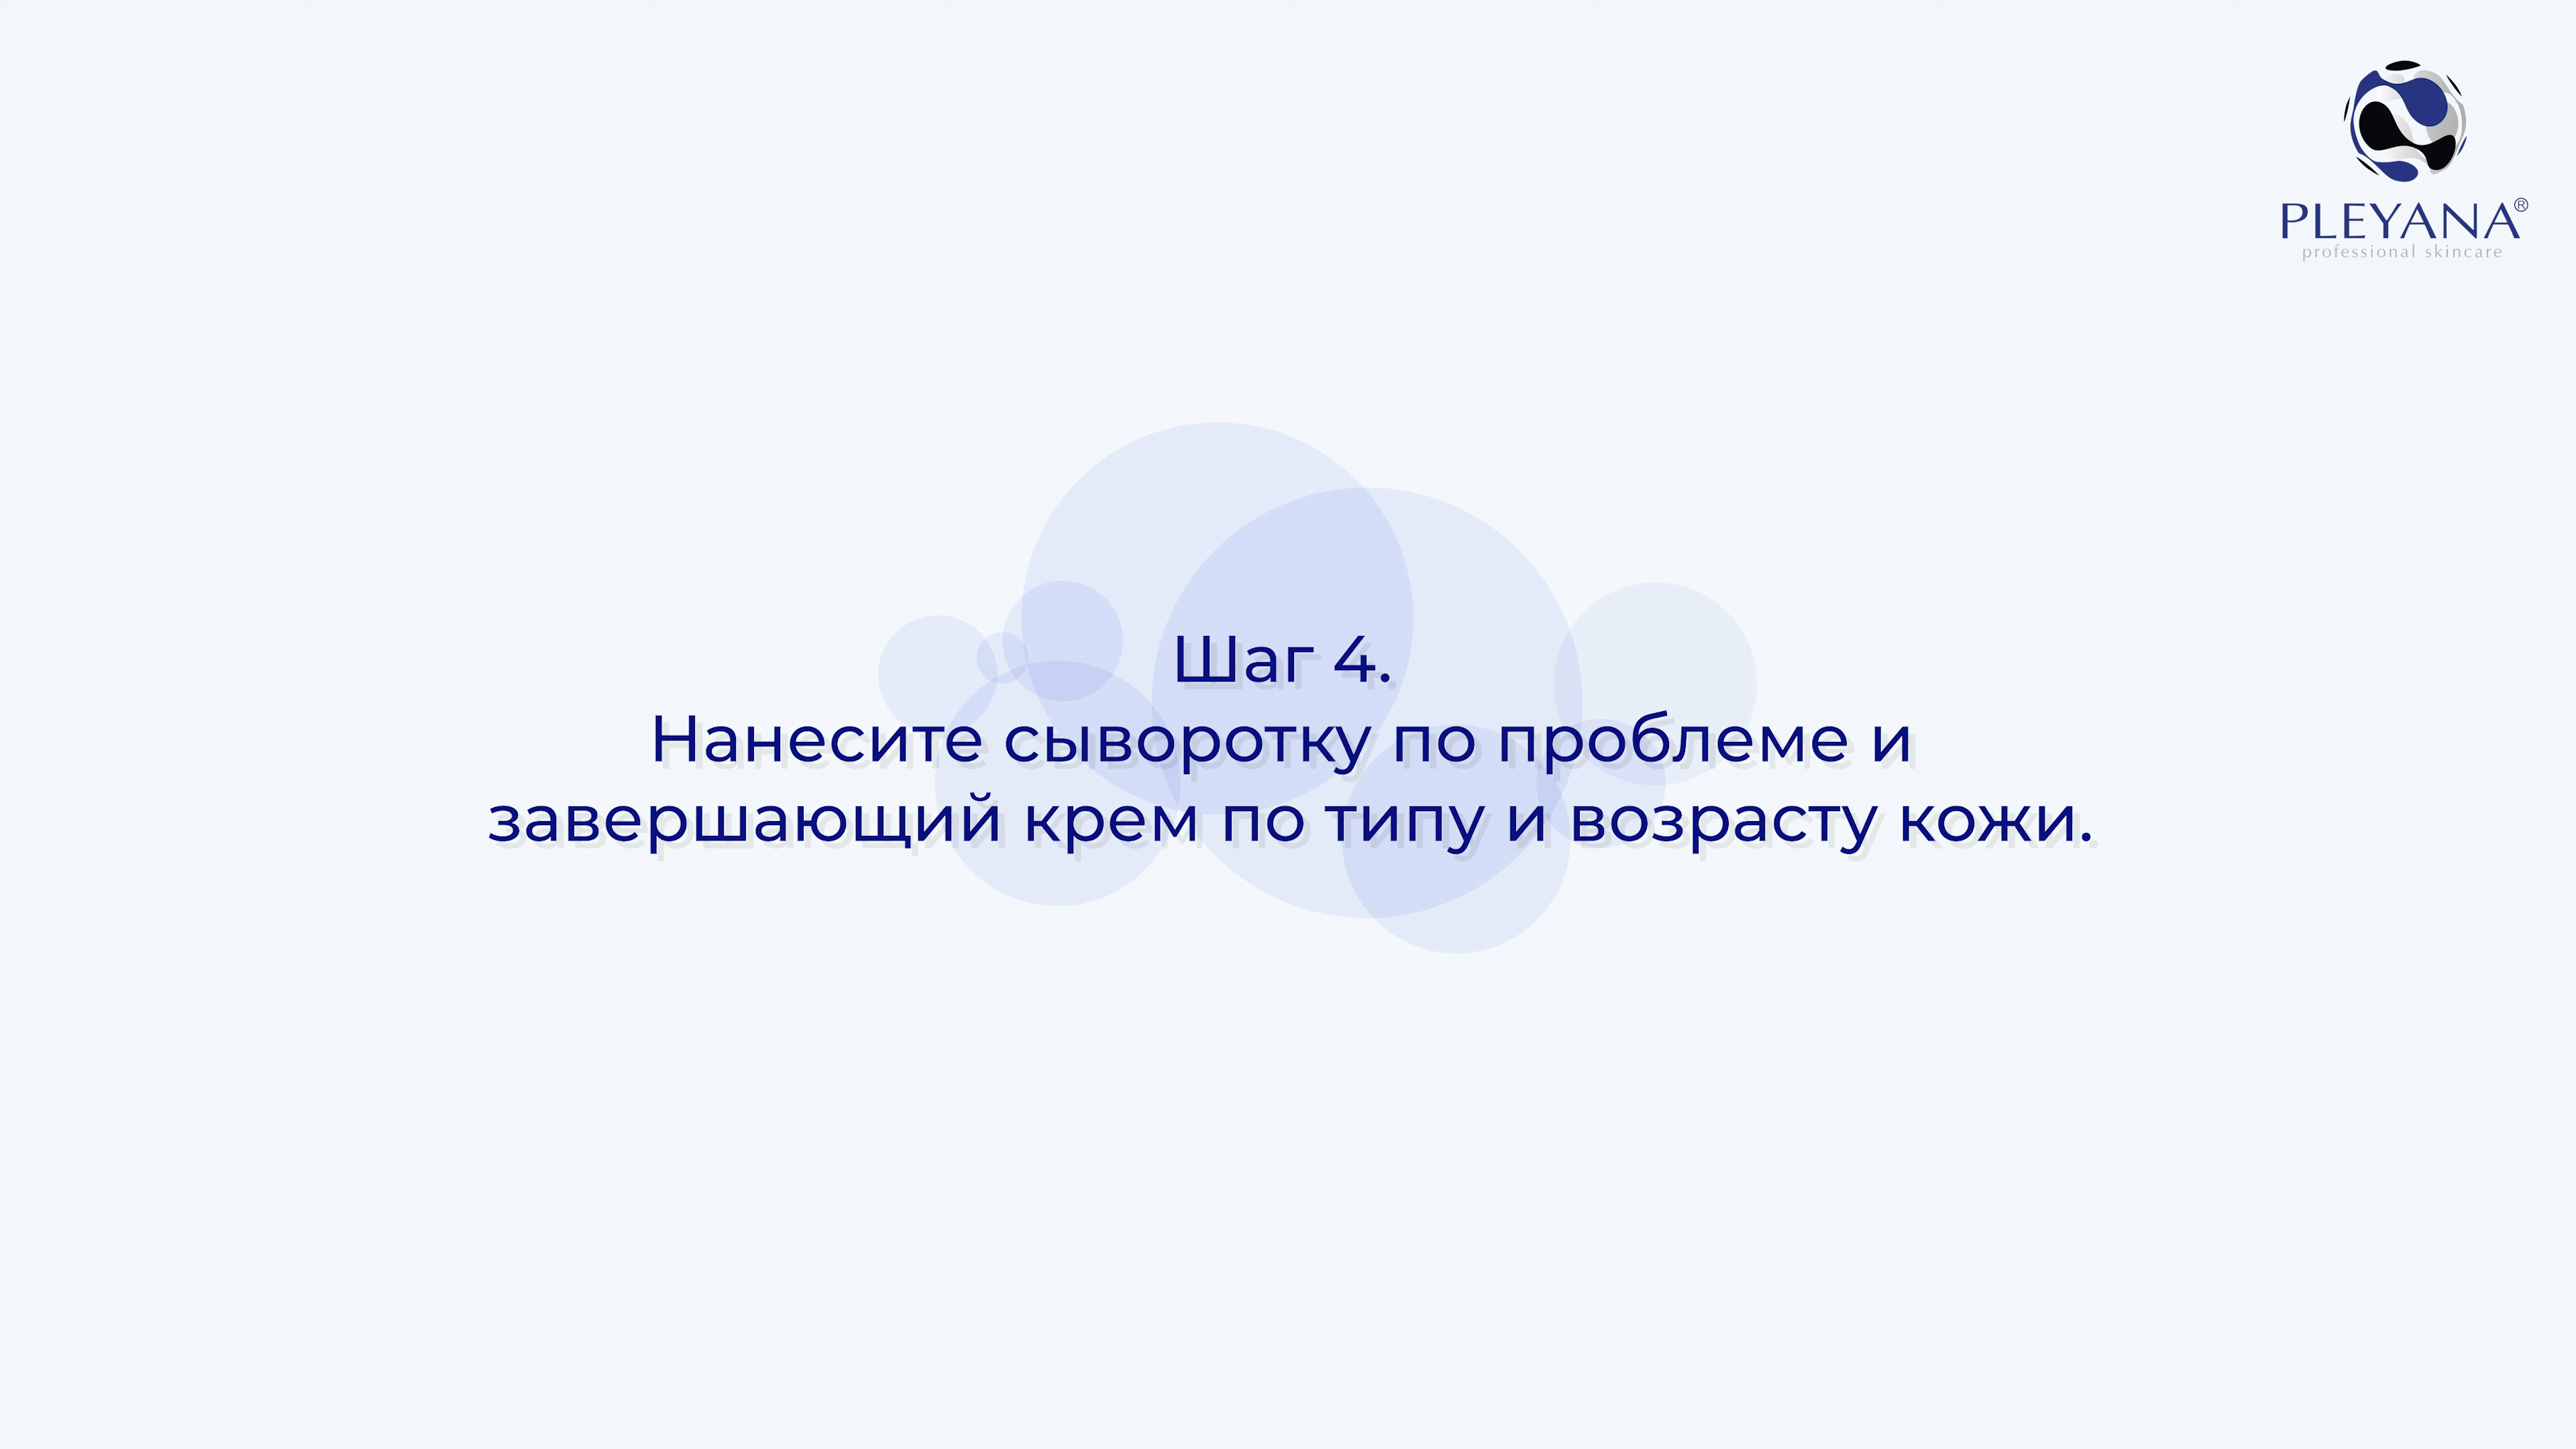 PLEYANA®
professional skincare
Шаг 4.
Нанесите сыворотку по проблеме и
завершающий крем по типу и возрасту кожи.